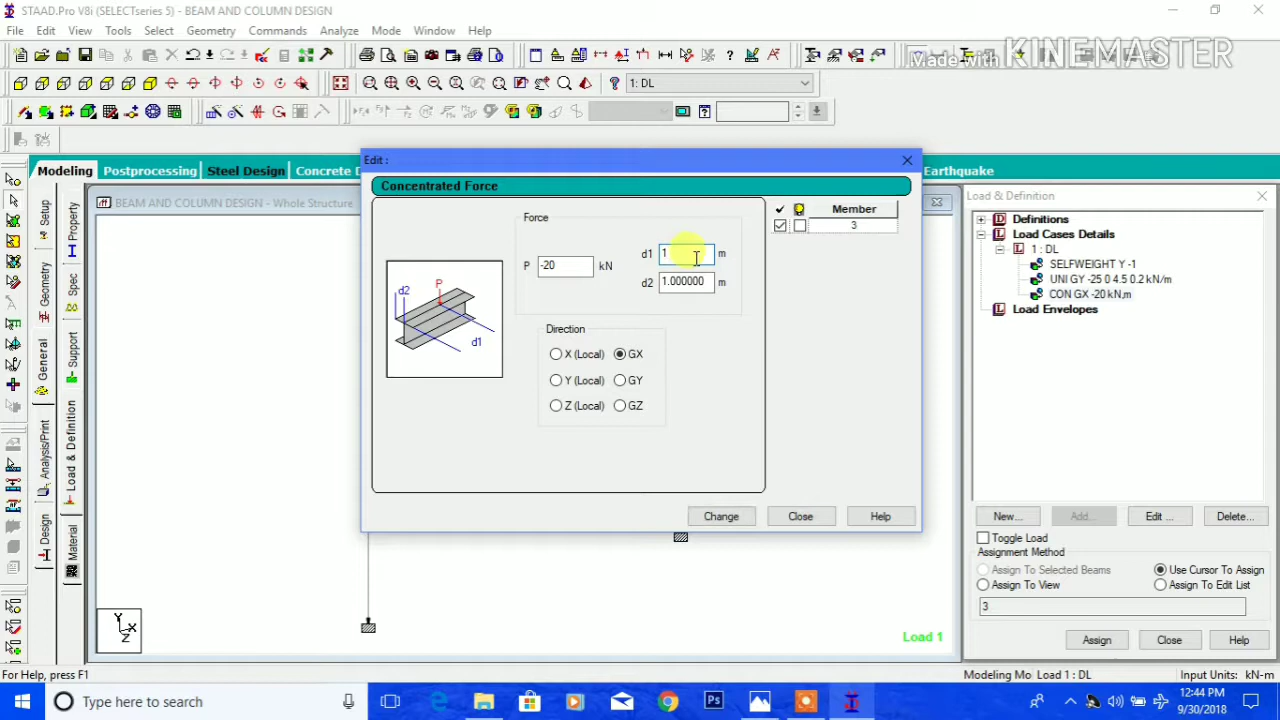 STAAD.Pro V8i (SELECTseries 5) - BEAM AND COLUMN DESIGN
File Edit View Tools Select Geometry Commands Analyze Mode Window Help
Made with KINEMASTER
1: DL
Modeling Postprocessing Steel Design Concrete D Earthquake
BEAM AND COLUMN DESIGN - Whole Structure
Setup
Geometry
General
Analysis/Print
Design
Property
Spec
Support
Load & Definition
Material
Edit :
Concentrated Force
Force
P -20 kN
d1 1 m
d2 1.000000 m
d2
P
d1
Direction
X (Local) GX
Y (Local) GY
Z (Local) GZ
Member
3
Change Close Help
Load & Definition
Definitions
Load Cases Details
1 : DL
SELFWEIGHT Y -1
UNI GY -25 0 4.5 0.2 kN/m
CON GX -20 kN,m
Load Envelopes
New... Add... Edit ... Delete...
Toggle Load
Assignment Method
Assign To Selected Beams Use Cursor To Assign
Assign To View Assign To Edit List
3
Assign Close Help
Y
X
Z
Load 1
For Help, press F1 Modeling Mo Load 1 : DL Input Units: kN-m
Type here to search
Ps
12:44 PM
9/30/2018